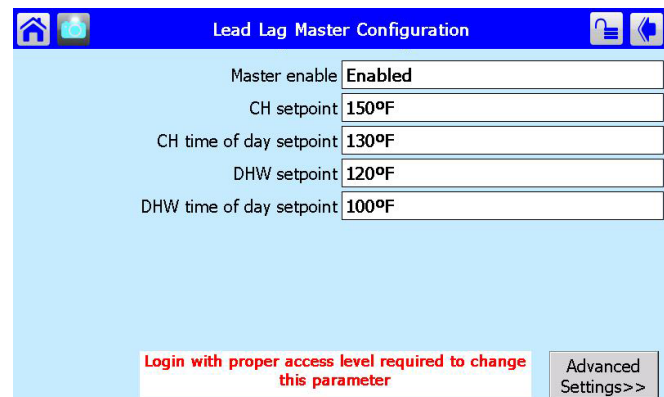 Lead Lag Master Configuration
Master enable Enabled
CH setpoint 150ºF
CH time of day setpoint 130ºF
DHW setpoint 120ºF
DHW time of day setpoint 100ºF
Login with proper access level required to change
this parameter
Advanced
Settings>>